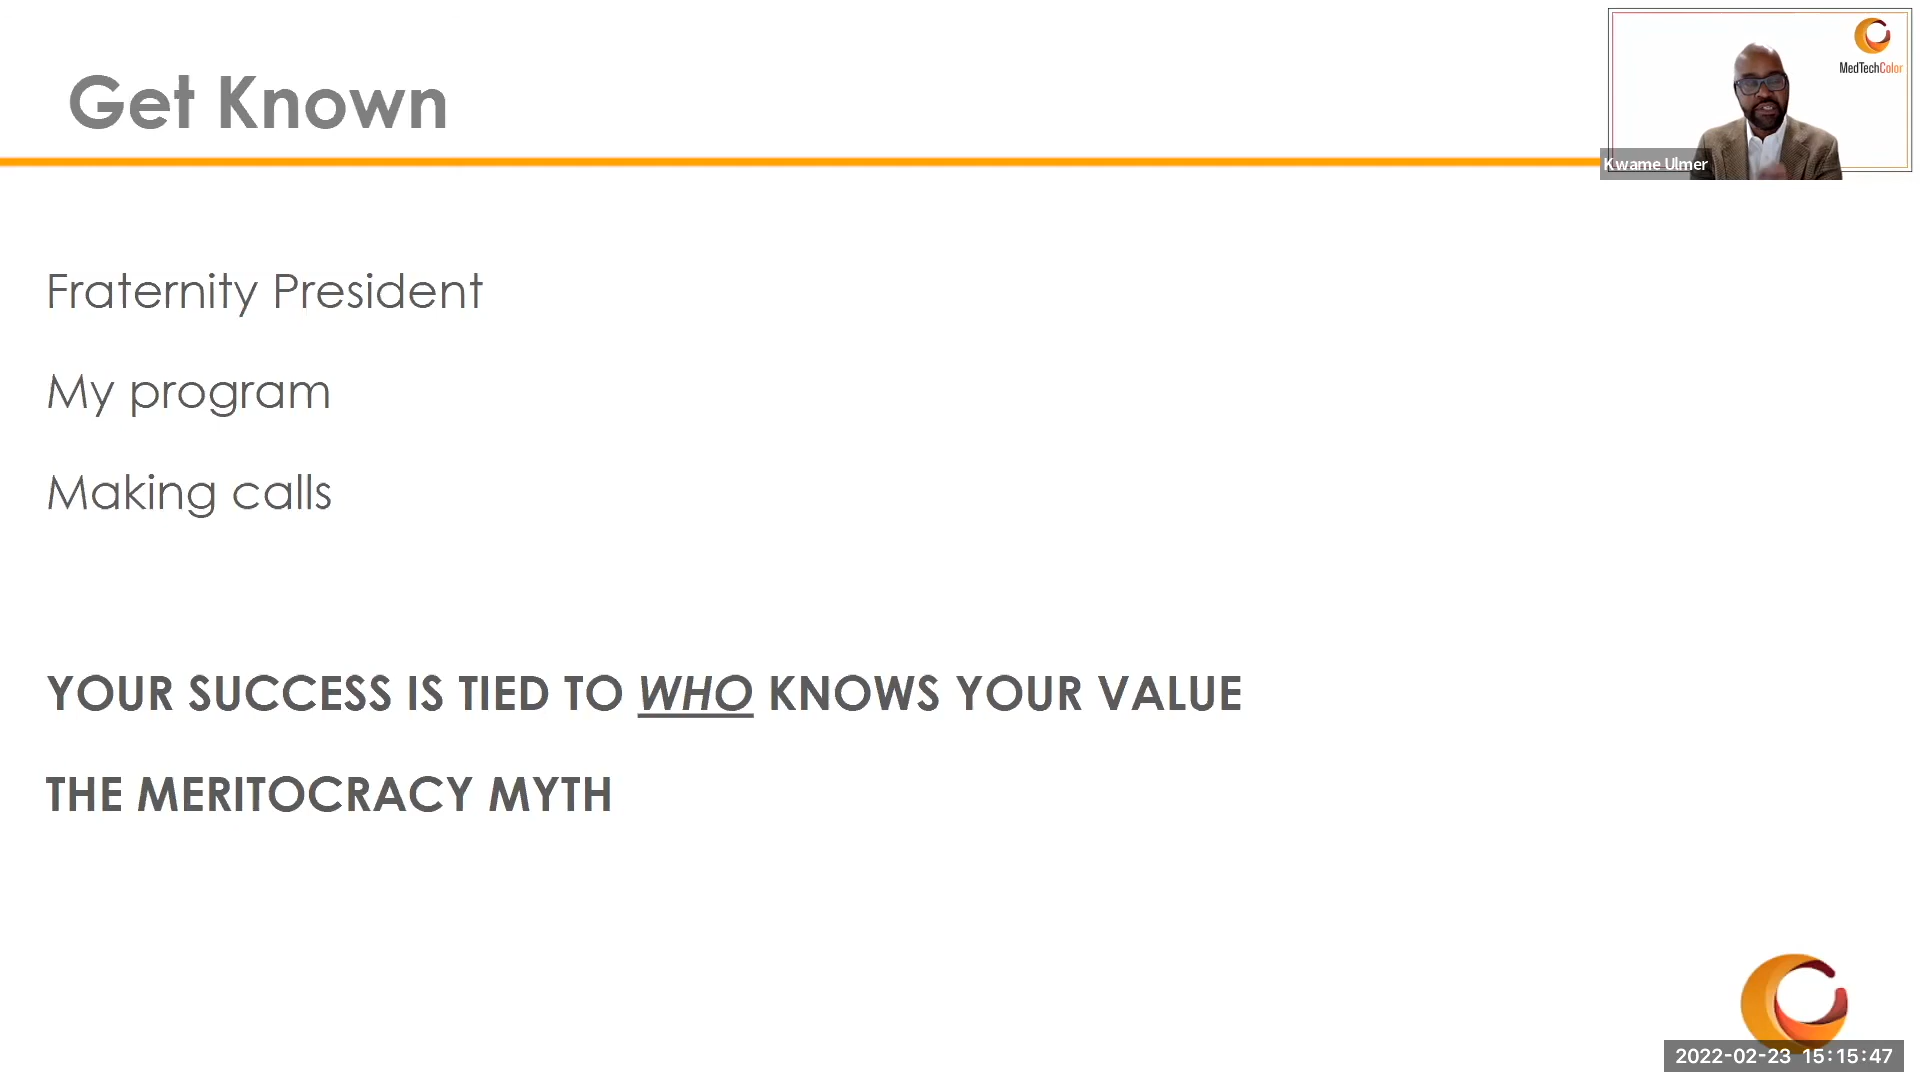 Get Known
MedTechColor
Kwame Ulmer
Fraternity President
My program
Making calls
YOUR SUCCESS IS TIED TO WHO KNOWS YOUR VALUE
THE MERITOCRACY MYTH
2022-02-23 15:15:47